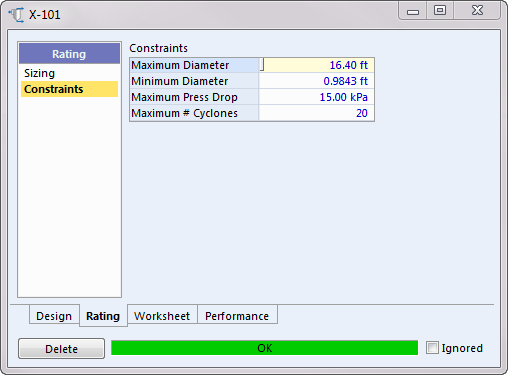 X-101
Rating
Sizing
Constraints
Constraints
Maximum Diameter 16.40 ft
Minimum Diameter 0.9843 ft
Maximum Press Drop 15.00 kPa
Maximum # Cyclones 20
Design Rating Worksheet Performance
Delete OK Ignored